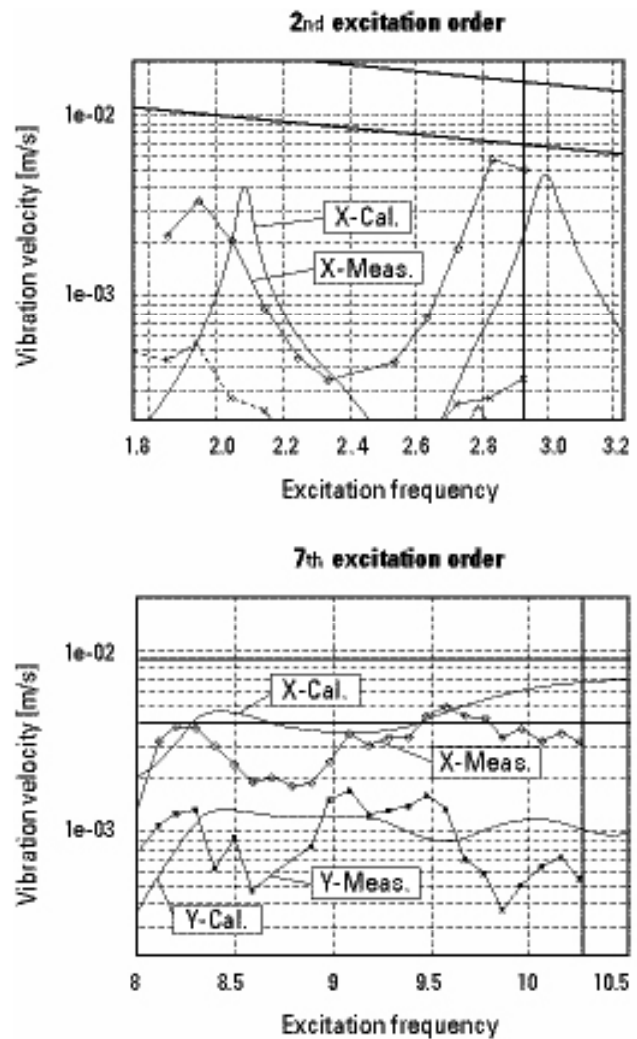 2nd excitation order
Vibration velocity [m/s]
1e-02
1e-03
X-Cal.
X-Meas.
1.8 2.0 2.2 2.4 2.6 2.8 3.0 3.2
Excitation frequency
7th excitation order
Vibration velocity [m/s]
1e-02
1e-03
X-Cal.
X-Meas.
Y-Meas.
Y-Cal.
8 8.5 9 9.5 10 10.5
Excitation frequency